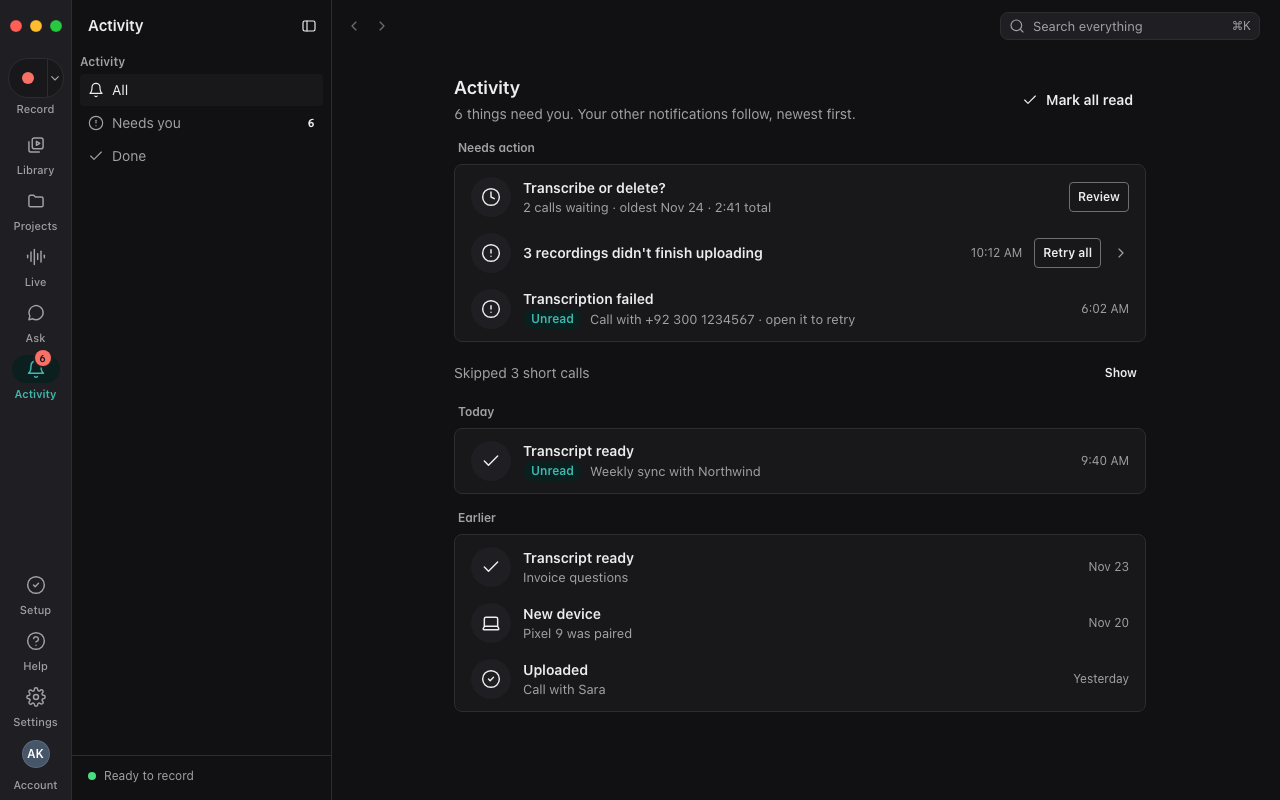 Activity
Search everything
⌘K
Record
Library
Projects
Live
Ask
6
Activity
Setup
Help
Settings
AK
Account
Activity
All
Needs you
6
Done
Ready to record
Activity
6 things need you. Your other notifications follow, newest first.
Mark all read
Needs action
Transcribe or delete?
2 calls waiting · oldest Nov 24 · 2:41 total
Review
3 recordings didn't finish uploading
10:12 AM
Retry all
Transcription failed
Unread Call with +92 300 1234567 · open it to retry
6:02 AM
Skipped 3 short calls
Show
Today
Transcript ready
Unread Weekly sync with Northwind
9:40 AM
Earlier
Transcript ready
Invoice questions
Nov 23
New device
Pixel 9 was paired
Nov 20
Uploaded
Call with Sara
Yesterday